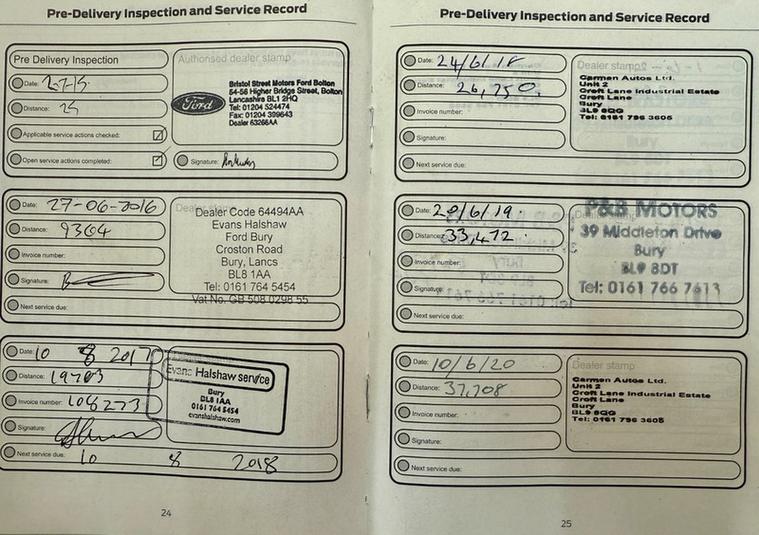 Pre-Delivery Inspection and Service Record
Pre Delivery Inspection
Date:
Distance: 25
Applicable service actions checked:
Open service actions completed:
Authorised dealer stamp
Ford
Bristol Street Motors Ford Bolton
54-56 Higher Bridge Street, Bolton
Lancashire BL1 2HQ
Tel: 01204 524474
Fax: 01204 399643
Dealer 63266AA
Signature:
Date: 27-06-2016
Distance: 9364
Invoice number:
Signature:
Next service due:
Dealer stamp
Dealer Code 64494AA
Evans Halshaw
Ford Bury
Croston Road
Bury, Lancs
BL8 1AA
Tel: 0161 764 5454
Vat No. GB 508 0298 55
Date: 10 8 2017
Distance: 19703
Invoice number: 108273
Signature:
Next service due: 10 8 2018
Evans Halshaw service
Bury
BL8 1AA
0161 764 5454
evanshalshaw.com
24
Pre-Delivery Inspection and Service Record
Date: 24/6/18
Distance: 26,250
Invoice number:
Signature:
Next service due:
Dealer stamp
Carmen Autos Ltd.
Unit 2
Croft Lane Industrial Estate
Croft Lane
Bury
BL9 8QG
Tel: 0161 796 3605
Date: 20/6/19.
Distance: 33,472
Invoice number:
Signature:
Next service due:
Dealer stamp
P&B MOTORS
39 Middleton Drive
Bury
BL9 8DT
Tel: 0161 766 7613
Date: 10/6/20
Distance: 37,708
Invoice number:
Signature:
Next service due:
Dealer stamp
Carmen Autos Ltd.
Unit 2
Croft Lane Industrial Estate
Croft Lane
Bury
BL9 8QG
Tel: 0161 796 3605
25